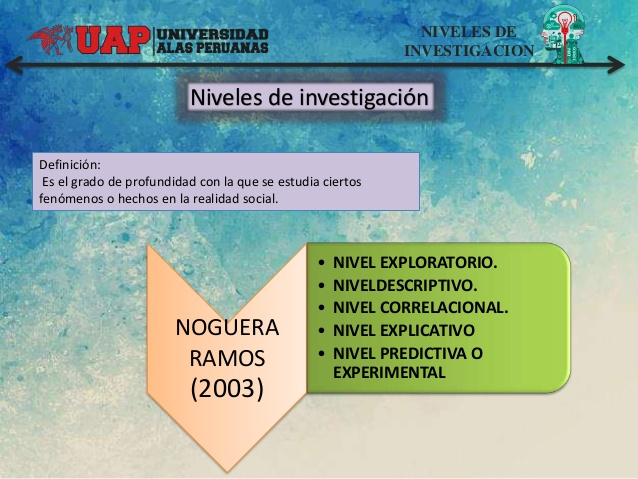 UAP UNIVERSIDAD
ALAS PERUANAS
NIVELES DE
INVESTIGACION
Niveles de investigación
Definición:
Es el grado de profundidad con la que se estudia ciertos
fenómenos o hechos en la realidad social.
NOGUERA
RAMOS
(2003)
• NIVEL EXPLORATORIO.
• NIVELDESCRIPTIVO.
• NIVEL CORRELACIONAL.
• NIVEL EXPLICATIVO
• NIVEL PREDICTIVA O
EXPERIMENTAL